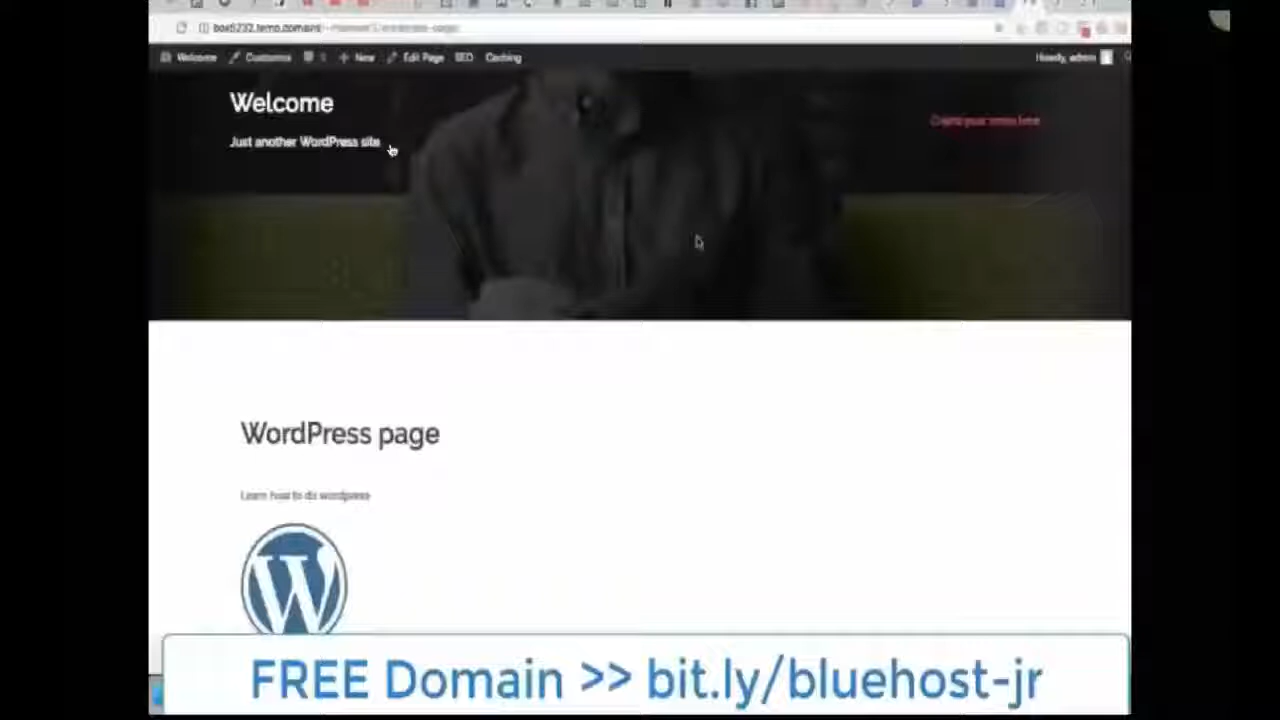 Welcome Customize New Edit Page SEO Caching Howdy, admin
Welcome
Just another WordPress site
WordPress page
Learn how to do wordpress
FREE Domain >> bit.ly/bluehost-jr